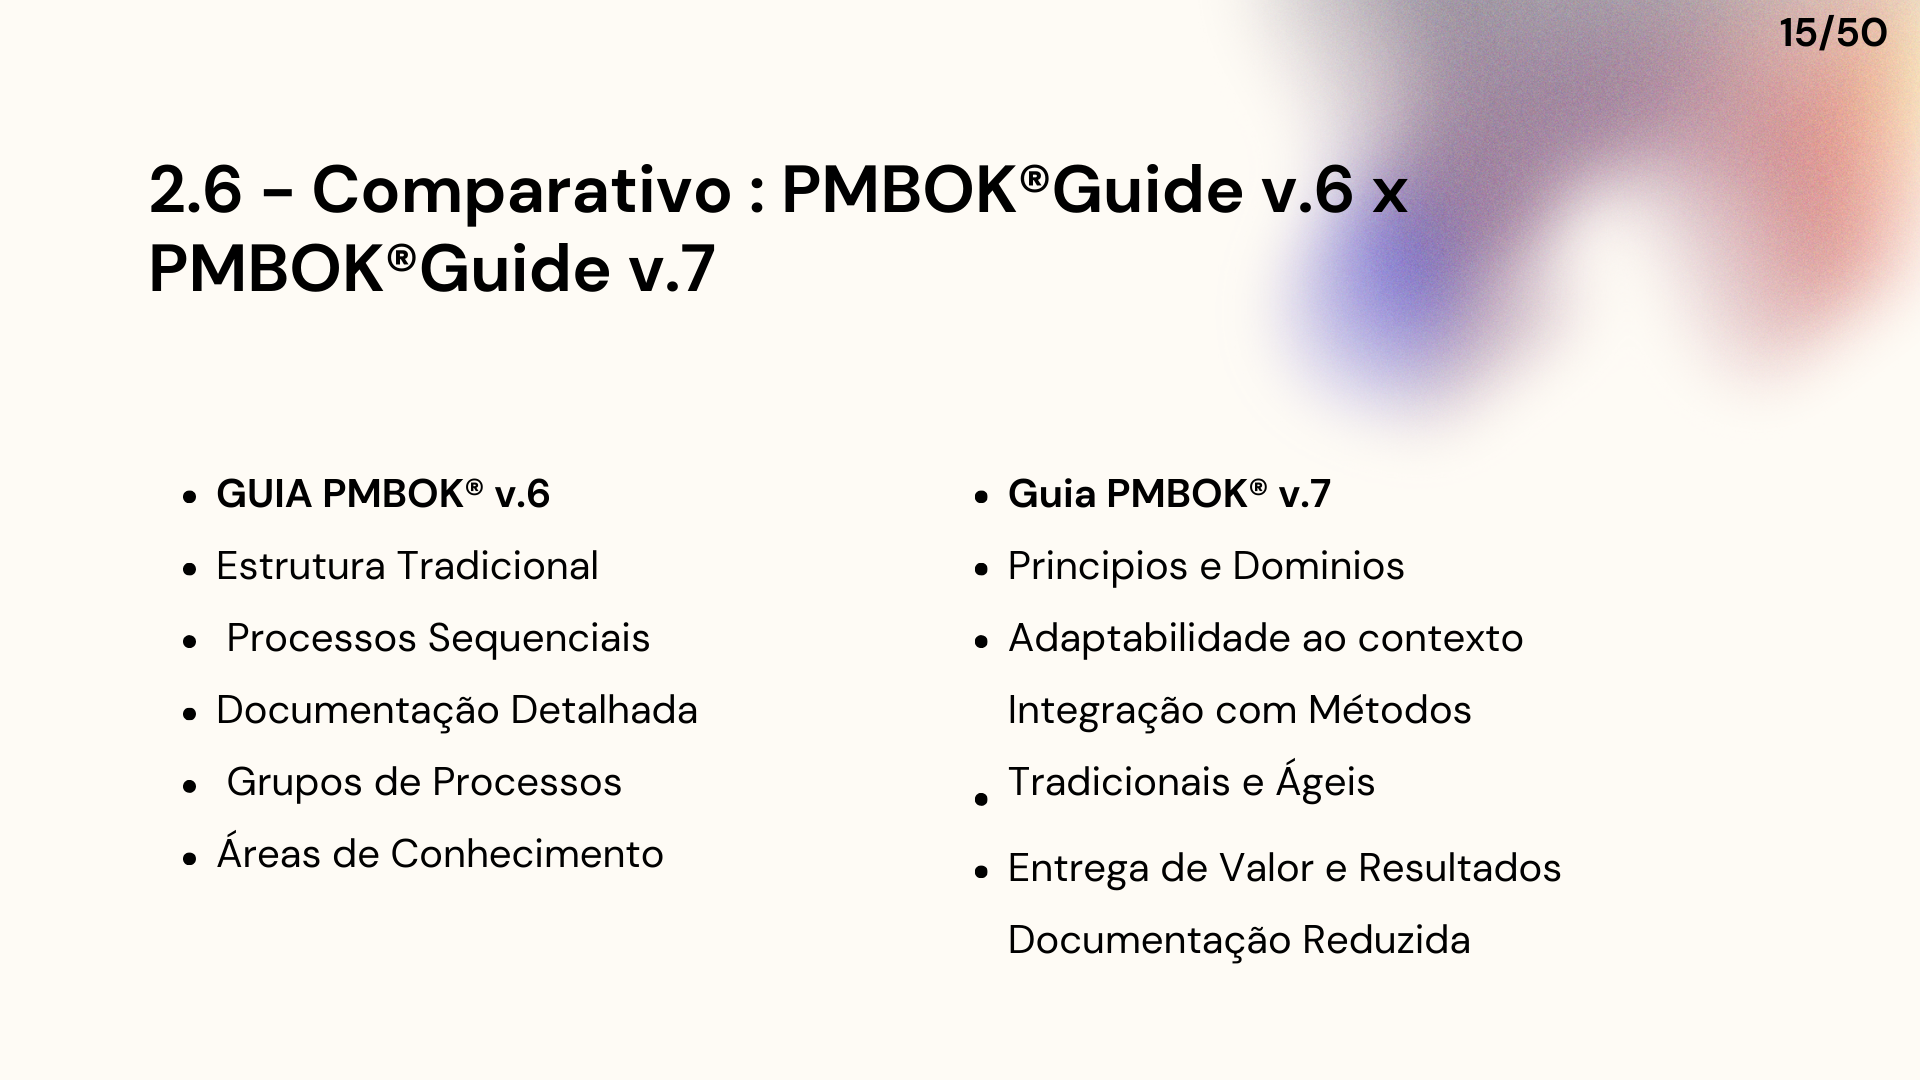 15/50
2.6 - Comparativo : PMBOK®Guide v.6 x
PMBOK®Guide v.7
• GUIA PMBOK® v.6
• Estrutura Tradicional
• Processos Sequenciais
• Documentação Detalhada
• Grupos de Processos
• Áreas de Conhecimento
• Guia PMBOK® v.7
• Principios e Dominios
• Adaptabilidade ao contexto
Integração com Métodos
• Tradicionais e Ágeis
• Entrega de Valor e Resultados
Documentação Reduzida